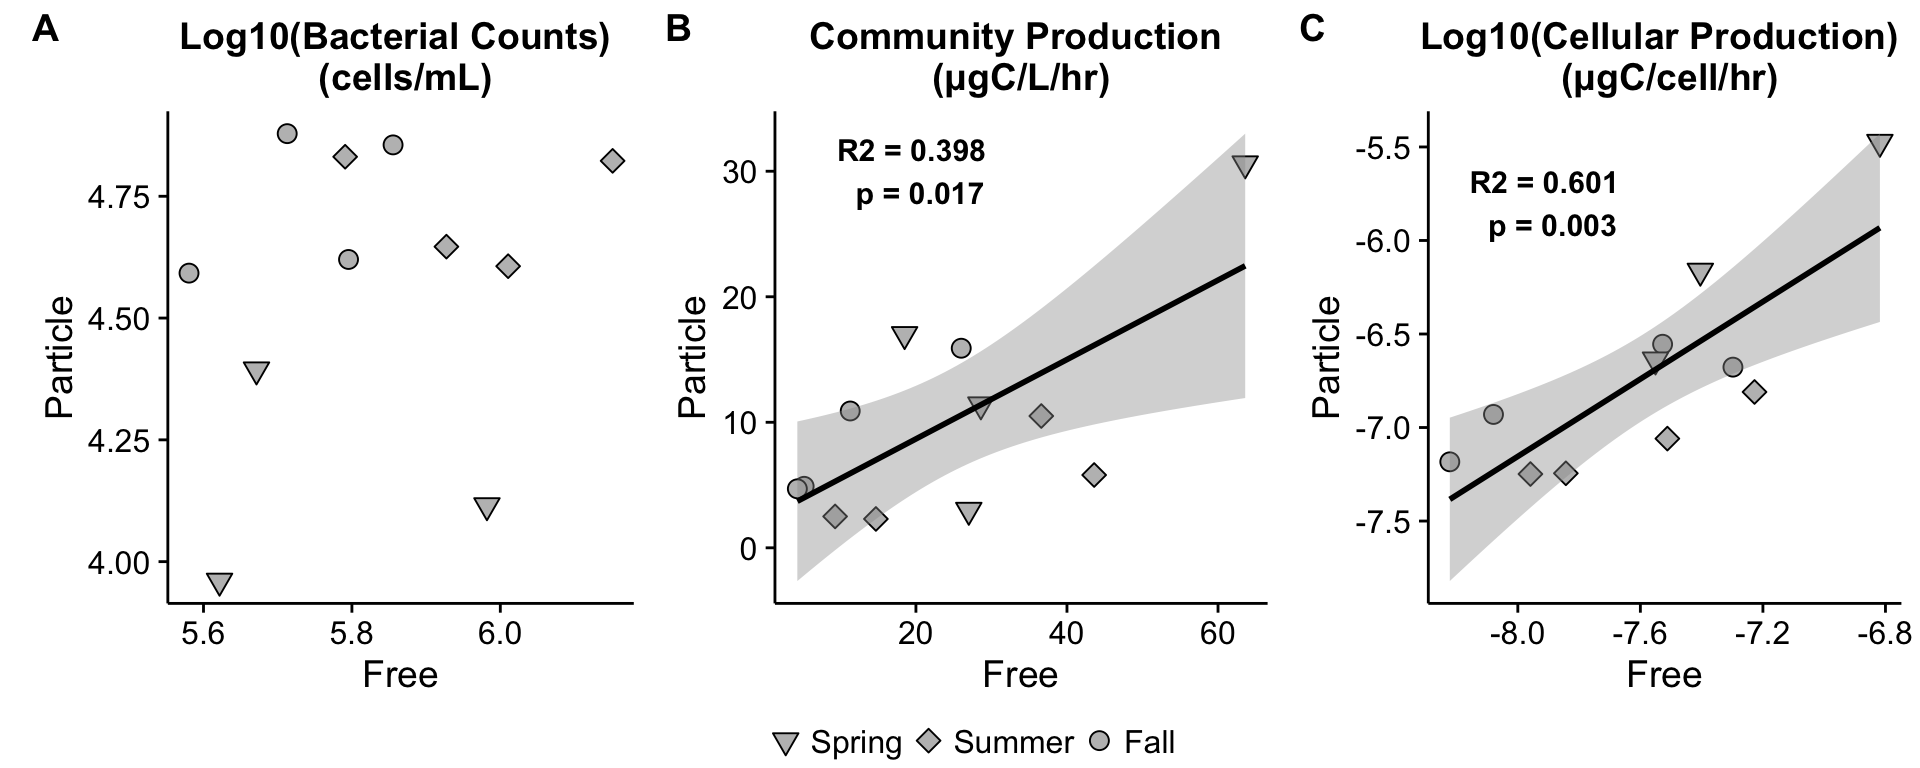 A
Log10(Bacterial Counts)
(cells/mL)
Particle
4.75
4.50
4.25
4.00
5.6 5.8 6.0
Free
B
Community Production
(µgC/L/hr)
R2 = 0.398
p = 0.017
Particle
30
20
10
0
20 40 60
Free
C
Log10(Cellular Production)
(µgC/cell/hr)
R2 = 0.601
p = 0.003
Particle
-5.5
-6.0
-6.5
-7.0
-7.5
-8.0 -7.6 -7.2 -6.8
Free
Spring Summer Fall